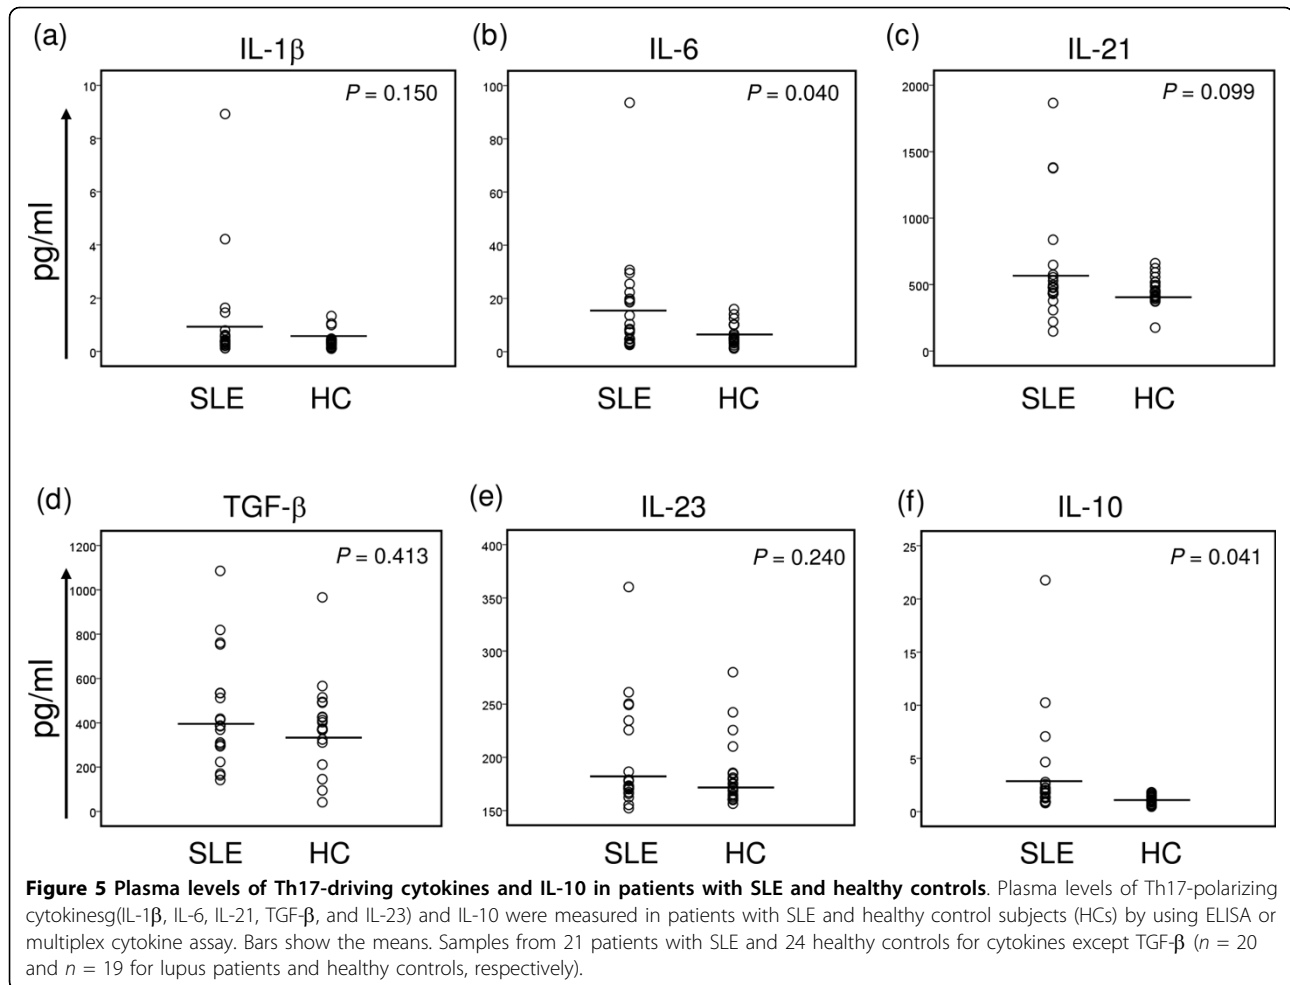 (a)
IL-1β
P = 0.150
10
8
6
4
2
0
pg/ml
SLE HC
(b)
IL-6
P = 0.040
100
80
60
40
20
0
SLE HC
(c)
IL-21
P = 0.099
2000
1500
1000
500
0
SLE HC
(d)
TGF-β
P = 0.413
1200
1000
800
600
400
200
0
pg/ml
SLE HC
(e)
IL-23
P = 0.240
400
350
300
250
200
150
SLE HC
(f)
IL-10
P = 0.041
25
20
15
10
5
0
SLE HC
Figure 5 Plasma levels of Th17-driving cytokines and IL-10 in patients with SLE and healthy controls. Plasma levels of Th17-polarizing
cytokinesg(IL-1β, IL-6, IL-21, TGF-β, and IL-23) and IL-10 were measured in patients with SLE and healthy control subjects (HCs) by using ELISA or
multiplex cytokine assay. Bars show the means. Samples from 21 patients with SLE and 24 healthy controls for cytokines except TGF-β (n = 20
and n = 19 for lupus patients and healthy controls, respectively).